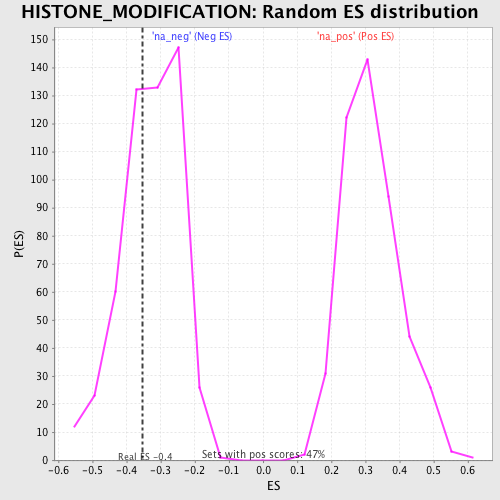 HISTONE_MODIFICATION: Random ES distribution
'na_neg' (Neg ES)
'na_pos' (Pos ES)
P(ES)
150
140
130
120
110
100
90
80
70
60
50
40
30
20
10
0
Real ES -0.4
Sets with pos scores: 47%
-0.6 -0.5 -0.4 -0.3 -0.2 -0.1 0.0 0.1 0.2 0.3 0.4 0.5 0.6
ES